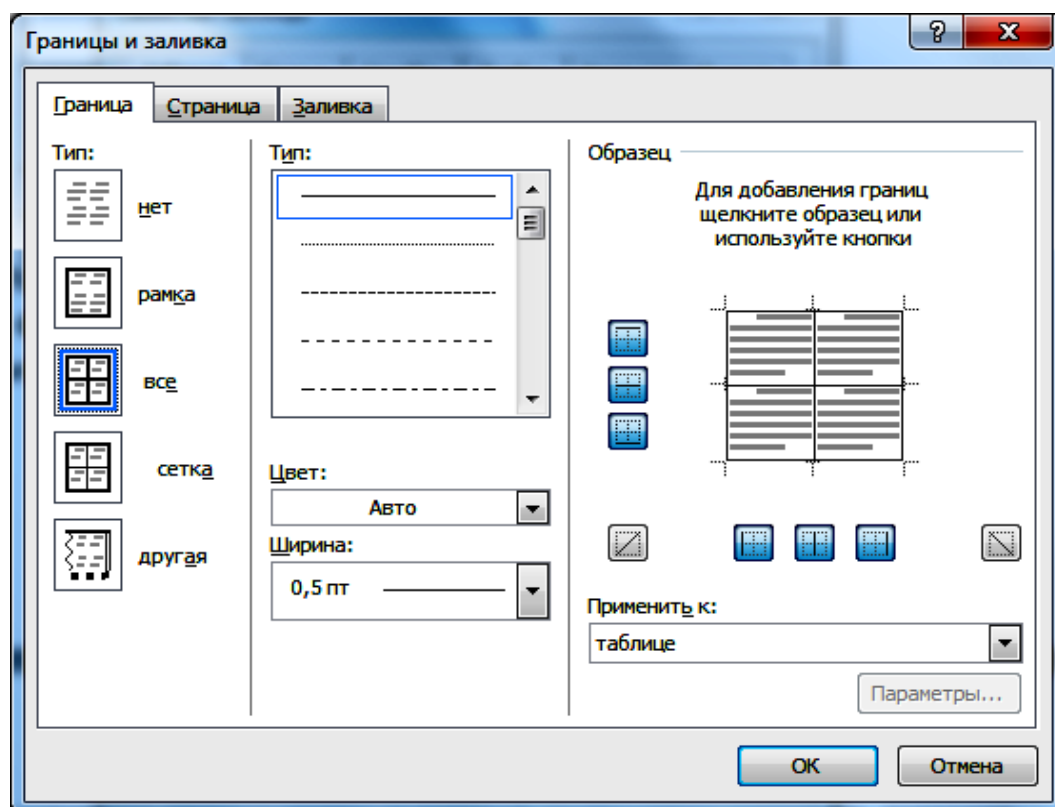 Границы и заливка
Граница Страница Заливка
Тип:
нет
рамка
все
сетка
другая
Тип:
Цвет:
Авто
Ширина:
0,5 пт
Образец
Для добавления границ
щелкните образец или
используйте кнопки
Применить к:
таблице
Параметры...
ОК Отмена